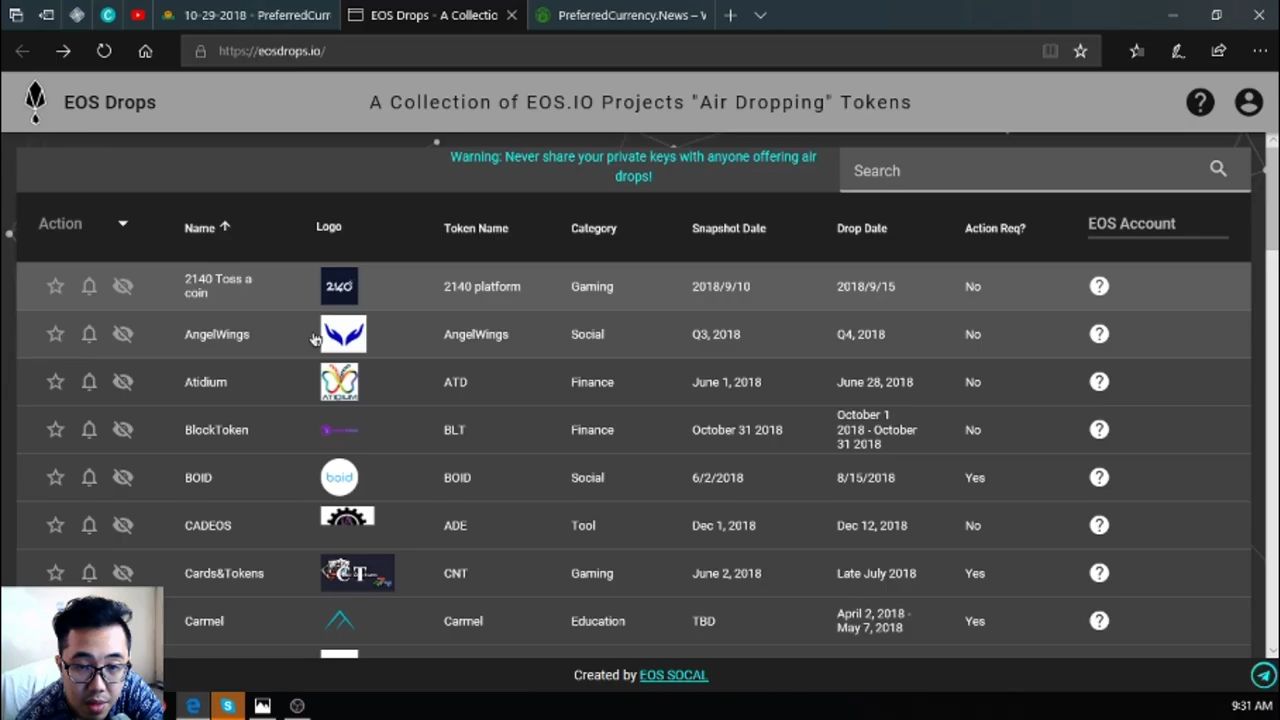 10-29-2018 - PreferredCurr
EOS Drops - A Collectio
PreferredCurrency.News – V
https://eosdrops.io/
EOS Drops
A Collection of EOS.IO Projects "Air Dropping" Tokens
Warning: Never share your private keys with anyone offering air
drops!
Search
Action Name Logo Token Name Category Snapshot Date Drop Date Action Req? EOS Account
2140 Toss a
coin
2140
2140 platform Gaming 2018/9/10 2018/9/15 No
AngelWings AngelWings Social Q3, 2018 Q4, 2018 No
Atidium ATIDIUM ATD Finance June 1, 2018 June 28, 2018 No
BlockToken BLT Finance October 31 2018
October 1
2018 - October
31 2018
No
BOID boid BOID Social 6/2/2018 8/15/2018 Yes
CADEOS ADE Tool Dec 1, 2018 Dec 12, 2018 No
Cards&Tokens CT CNT Gaming June 2, 2018 Late July 2018 Yes
Carmel Carmel Education TBD
April 2, 2018 -
May 7, 2018
Yes
Created by EOS SOCAL
9:31 AM